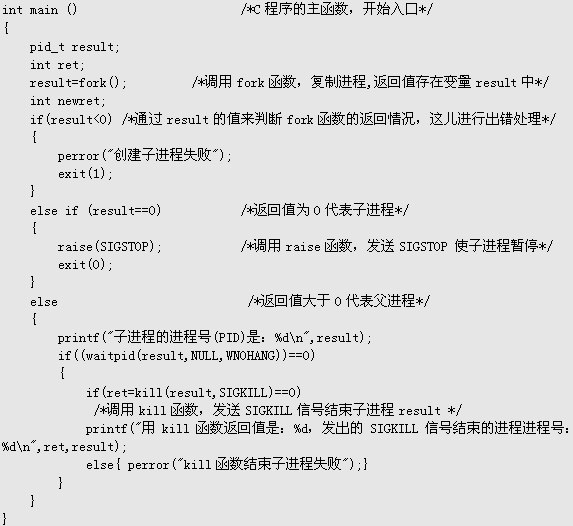 int main ()                        /*C 程序的主函数，开始入口*/
{
    pid_t result;
    int ret;
    result=fork();         /*调用 fork 函数，复制进程,返回值存在变量 result 中*/
    int newret;
    if(result<0) /*通过 result 的值来判断 fork 函数的返回情况，这儿进行出错处理*/
    {
        perror("创建子进程失败");
        exit(1);
    }
    else if (result==0)            /*返回值为 0 代表子进程*/
    {
        raise(SIGSTOP);            /*调用 raise 函数，发送 SIGSTOP 使子进程暂停*/
        exit(0);
    }
    else                            /*返回值大于 0 代表父进程*/
    {
        printf("子进程的进程号(PID)是：%d\n",result);
        if((waitpid(result,NULL,WNOHANG))==0)
        {
            if(ret=kill(result,SIGKILL)==0)
             /*调用 kill 函数，发送 SIGKILL 信号结束子进程 result */
            printf("用 kill 函数返回值是：%d，发出的 SIGKILL 信号结束的进程进程号：
%d\n",ret,result);
            else{ perror("kill 函数结束子进程失败");}
        }
    }
}